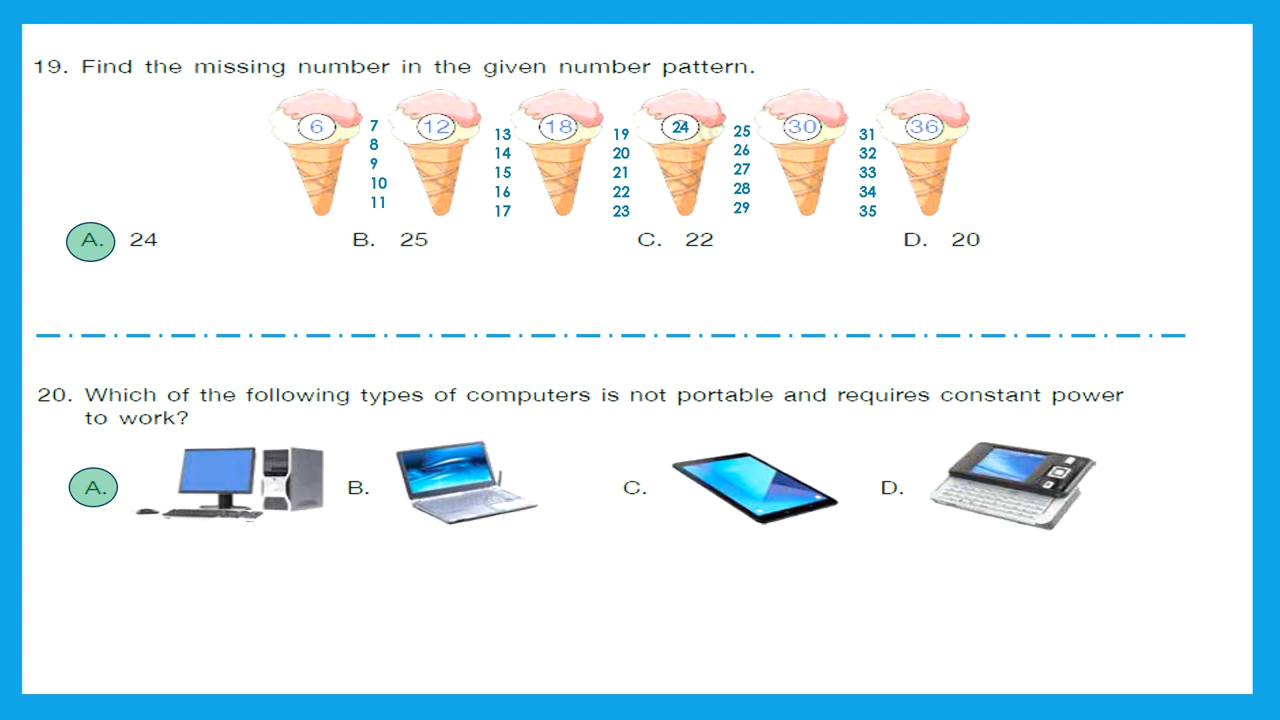 19. Find the missing number in the given number pattern.
6 12 18 24 30 36
7 13 19 25 31
8 14 20 26 32
9 15 21 27 33
10 16 22 28 34
11 17 23 29 35
A. 24 B. 25 C. 22 D. 20
20. Which of the following types of computers is not portable and requires constant power
to work?
A. B. C. D.